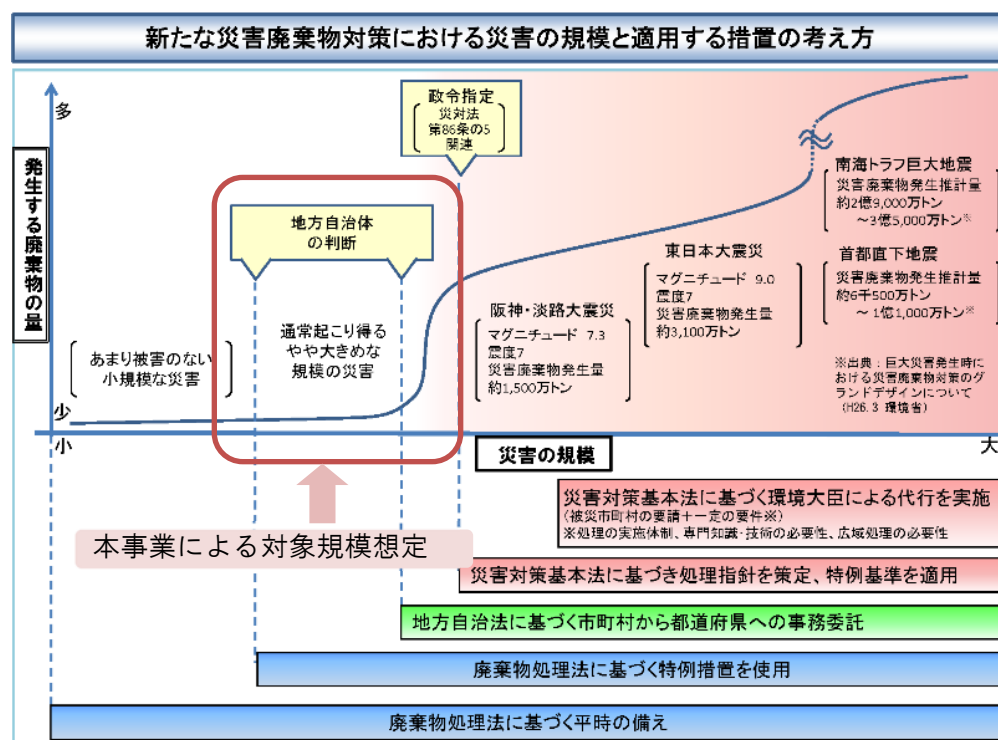 新たな災害廃棄物対策における災害の規模と適用する措置の考え方
多
発生する廃棄物の量
少
小
政令指定
災対法
第86条の5
関連
地方自治体
の判断
あまり被害のない
小規模な災害
通常起こり得る
やや大きめな
規模の災害
阪神・淡路大震災
マグニチュード 7.3
震度7
災害廃棄物発生量
約1,500万トン
東日本大震災
マグニチュード 9.0
震度7
災害廃棄物発生量
約3,100万トン
南海トラフ巨大地震
災害廃棄物発生推計量
約2億9,000万トン
～3億5,000万トン※
首都直下地震
災害廃棄物発生推計量
約6千500万トン
～ 1億1,000万トン※
※出典：巨大災害発生時に
おける災害廃棄物対策のグ
ランドデザインについて
(H26.3 環境省)
災害の規模
大
本事業による対象規模想定
災害対策基本法に基づく環境大臣による代行を実施
(被災市町村の要請＋一定の要件※)
※処理の実施体制、専門知識・技術の必要性、広域処理の必要性
災害対策基本法に基づき処理指針を策定、特例基準を適用
地方自治法に基づく市町村から都道府県への事務委託
廃棄物処理法に基づく特例措置を使用
廃棄物処理法に基づく平時の備え